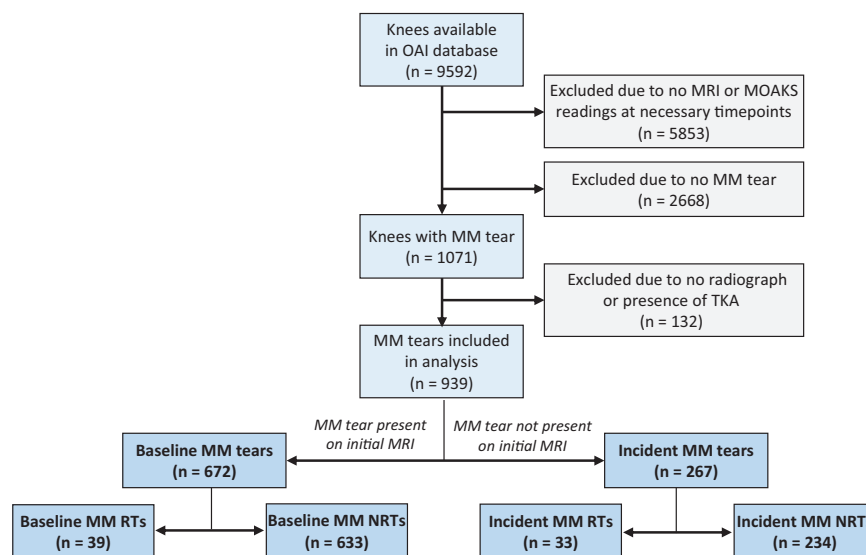 Knees available
in OAI database
(n = 9592)
Excluded due to no MRI or MOAKS
readings at necessary timepoints
(n = 5853)
Excluded due to no MM tear
(n = 2668)
Knees with MM tear
(n = 1071)
Excluded due to no radiograph
or presence of TKA
(n = 132)
MM tears included
in analysis
(n = 939)
MM tear present
on initial MRI
MM tear not present
on initial MRI
Baseline MM tears
(n = 672)
Incident MM tears
(n = 267)
Baseline MM RTs
(n = 39)
Baseline MM NRTs
(n = 633)
Incident MM RTs
(n = 33)
Incident MM NRT
(n = 234)